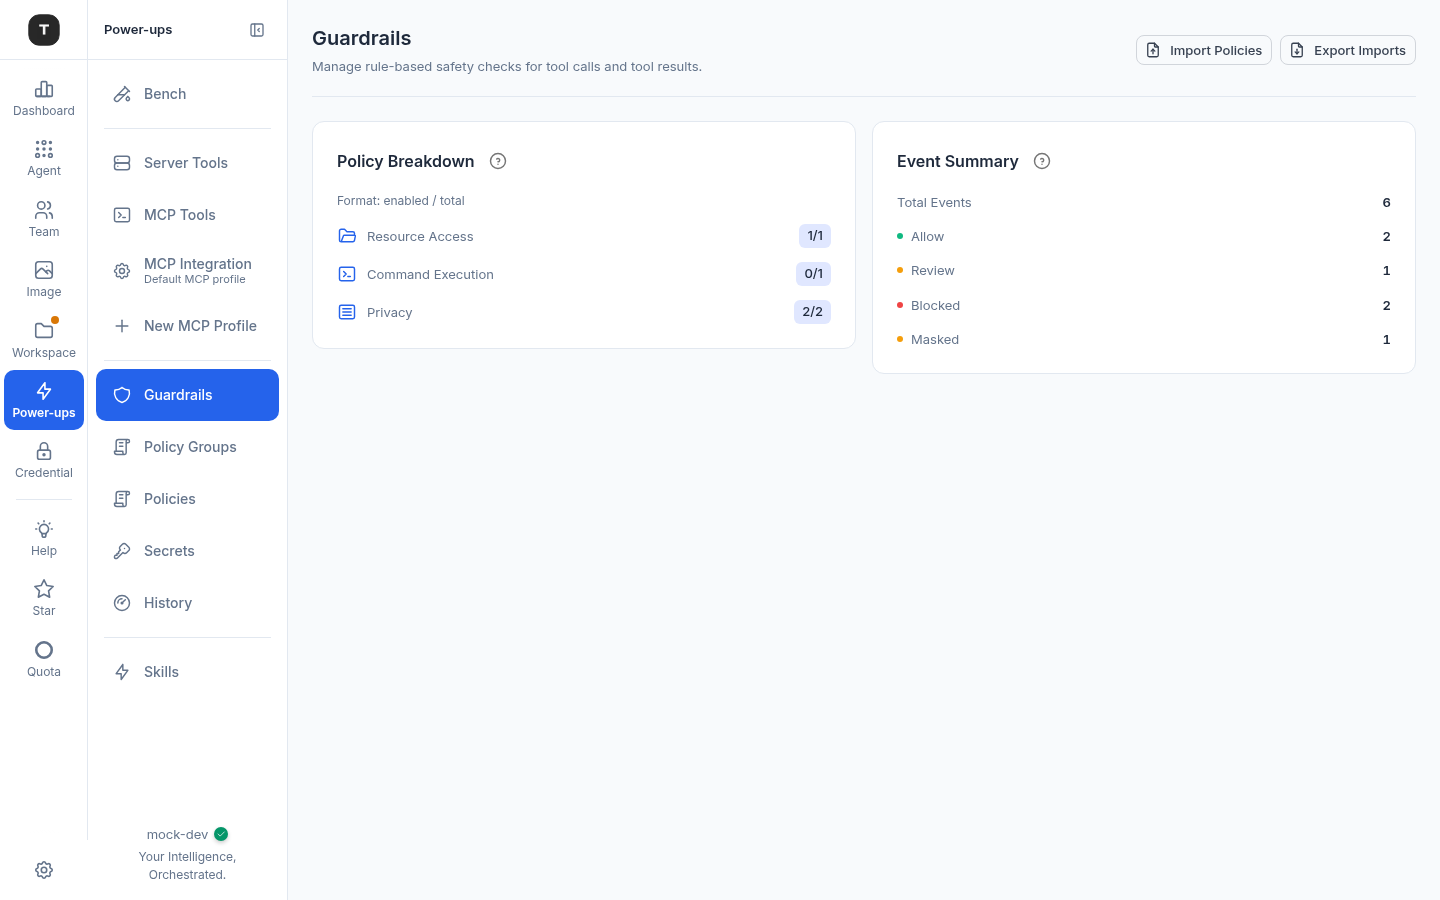 T
Dashboard
Agent
Team
Image
Workspace
Power-ups
Credential
Help
Star
Quota
Power-ups
Bench
Server Tools
MCP Tools
MCP Integration
Default MCP profile
New MCP Profile
Guardrails
Policy Groups
Policies
Secrets
History
Skills
mock-dev
Your Intelligence,
Orchestrated.
Guardrails
Manage rule-based safety checks for tool calls and tool results.
Import Policies
Export Imports
Policy Breakdown
Format: enabled / total
Resource Access 1/1
Command Execution 0/1
Privacy 2/2
Event Summary
Total Events 6
Allow 2
Review 1
Blocked 2
Masked 1